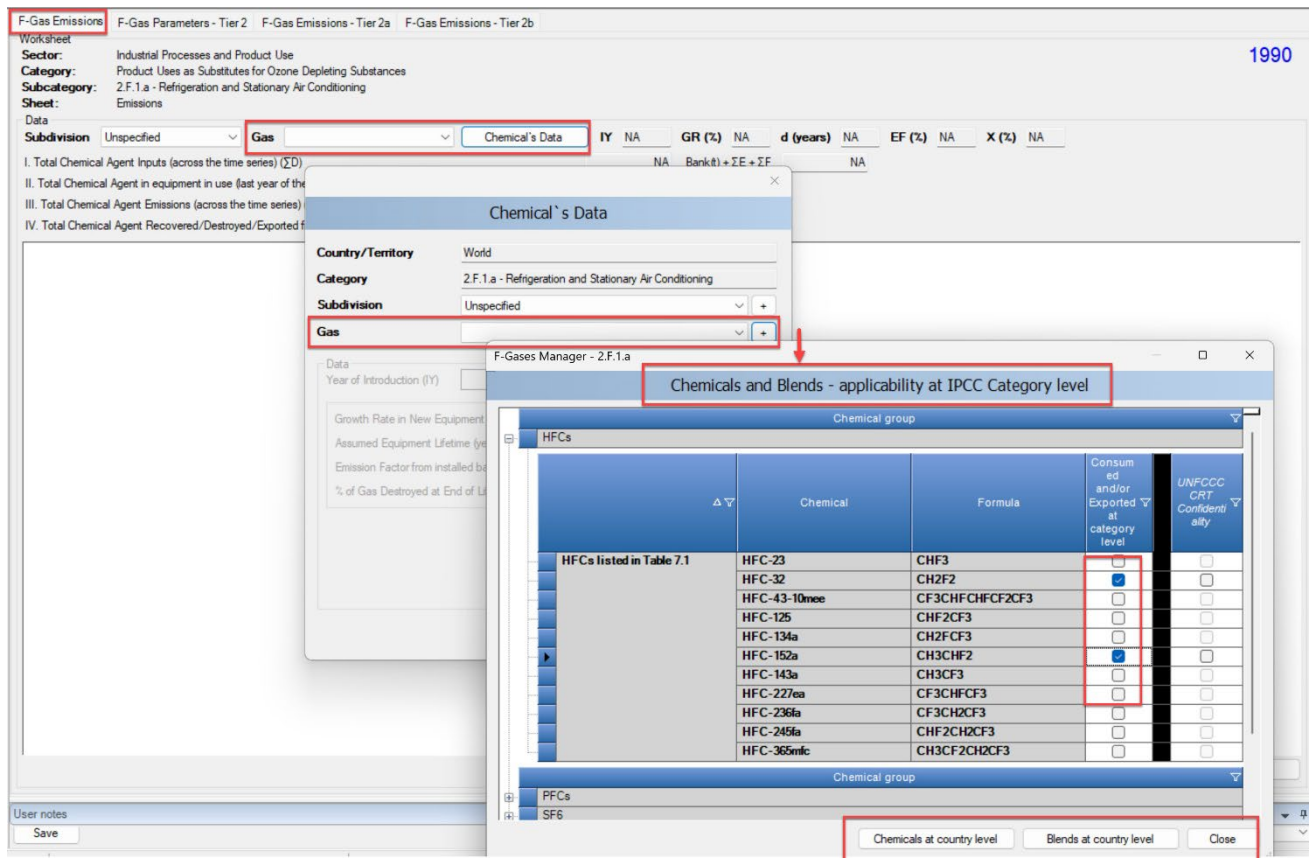 F-Gas Emissions F-Gas Parameters - Tier 2 F-Gas Emissions - Tier 2a F-Gas Emissions - Tier 2b
Worksheet
Sector: Industrial Processes and Product Use
1990
Category: Product Uses as Substitutes for Ozone Depleting Substances
Subcategory: 2.F.1.a - Refrigeration and Stationary Air Conditioning
Sheet: Emissions
Data
Subdivision Unspecified Gas Chemical's Data IY NA GR (%) NA d (years) NA EF (%) NA X (%) NA
I. Total Chemical Agent Inputs (across the time series) (∑D) NA Bank(t) + ΣE + ΣF NA
II. Total Chemical Agent in equipment in use (last year of the
III. Total Chemical Agent Emissions (across the time series)
IV. Total Chemical Agent Recovered/Destroyed/Exported f
Chemical`s Data
Country/Territory World
Category 2.F.1.a - Refrigeration and Stationary Air Conditioning
Subdivision Unspecified +
Gas +
Data
Year of Introduction (IY)
Growth Rate in New Equipment
Assumed Equipment Lifetime (ye
Emission Factor from installed ba
% of Gas Destroyed at End of Li
F-Gases Manager - 2.F.1.a
Chemicals and Blends - applicability at IPCC Category level
Chemical group
HFCs
Chemical Formula
Consum
ed
and/or
Exported
at
category
level
UNFCCC
CRT
Confidenti
ality
HFCs listed in Table 7.1 HFC-23 CHF3
HFC-32 CH2F2
HFC-43-10mee CF3CHFCHFCF2CF3
HFC-125 CHF2CF3
HFC-134a CH2FCF3
HFC-152a CH3CHF2
HFC-143a CH3CF3
HFC-227ea CF3CHFCF3
HFC-236fa CF3CH2CF3
HFC-245fa CHF2CH2CF3
HFC-365mfc CH3CF2CH2CF3
Chemical group
PFCs
SF6
Chemicals at country level Blends at country level Close
User notes
Save